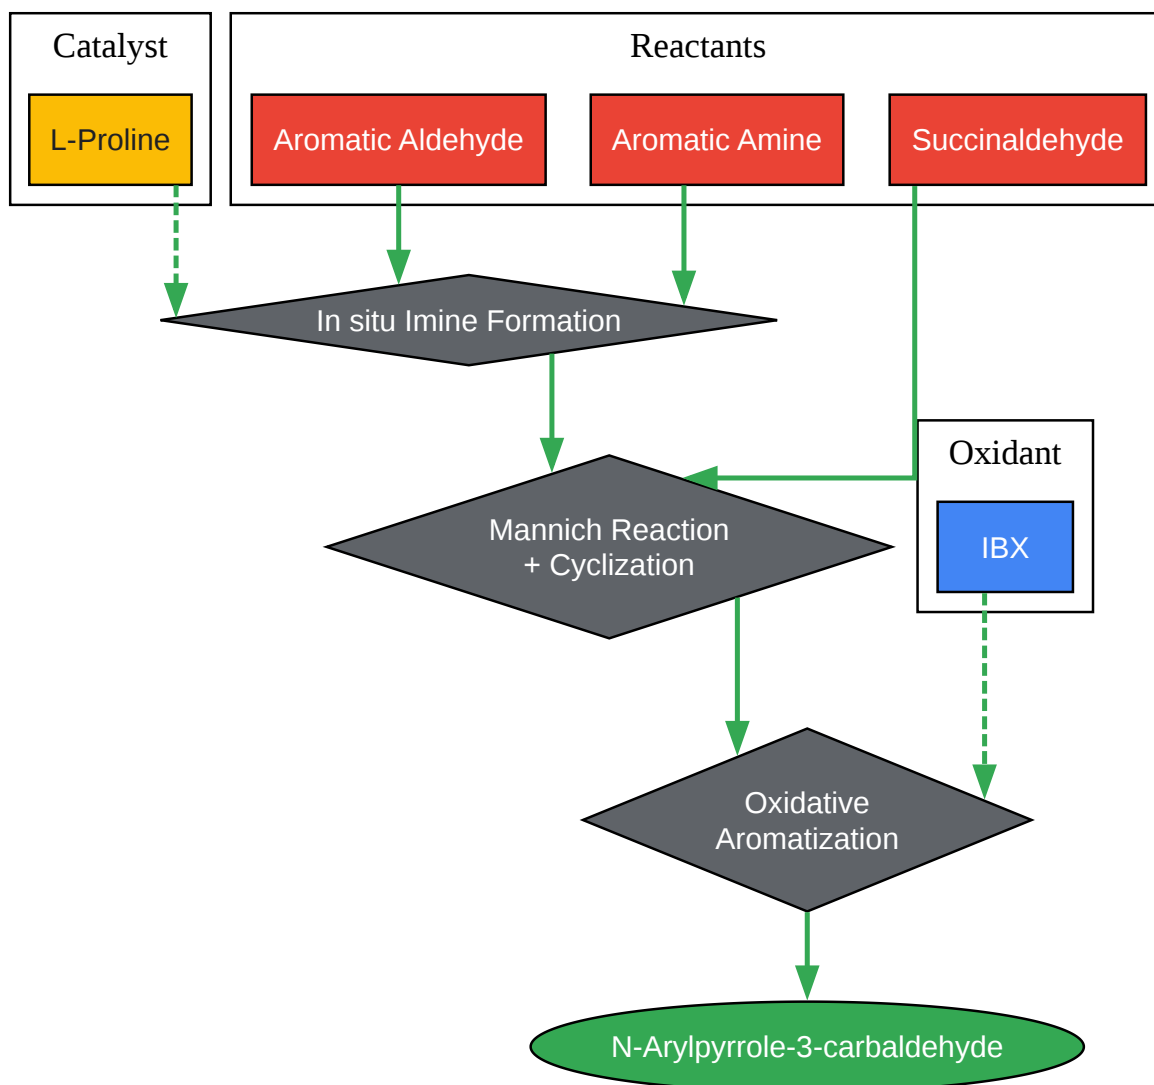 Catalyst
Reactants
L-Proline
Aromatic Aldehyde
Aromatic Amine
Succinaldehyde
In situ Imine Formation
Oxidant
Mannich Reaction
+ Cyclization
IBX
Oxidative
Aromatization
N-Arylpyrrole-3-carbaldehyde